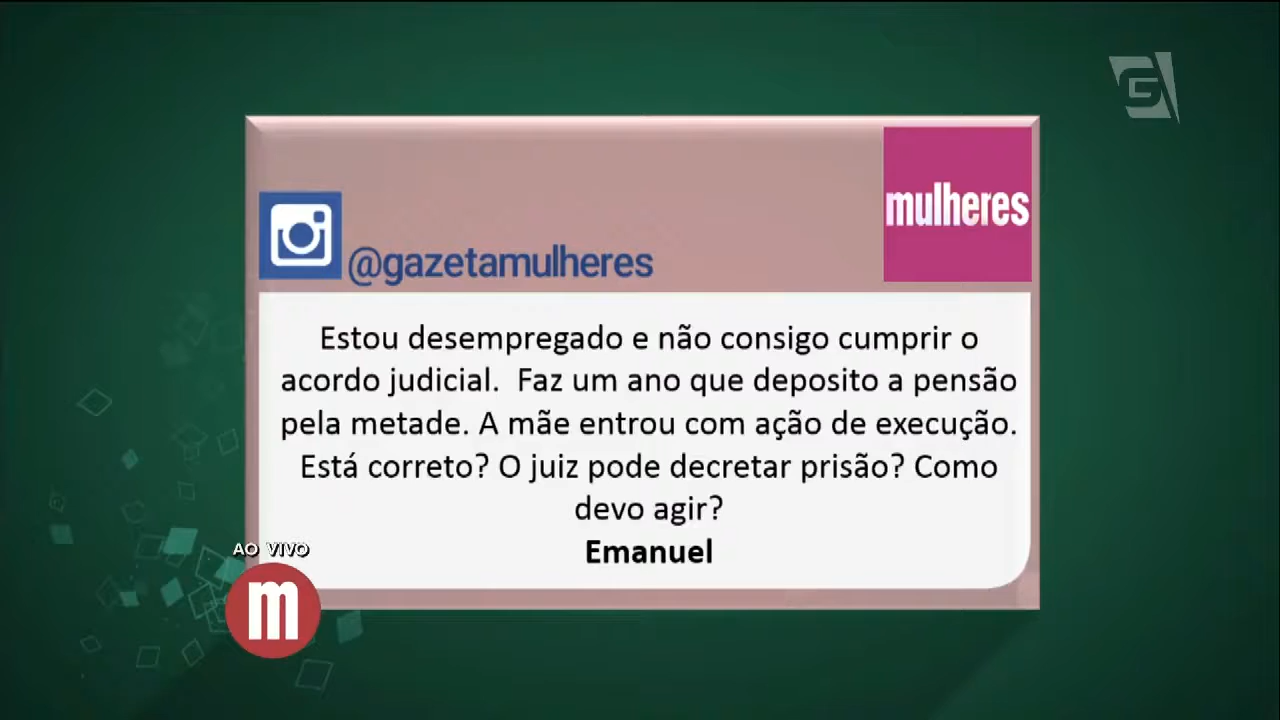 G
mulheres
@gazetamulheres
Estou desempregado e não consigo cumprir o
acordo judicial. Faz um ano que deposito a pensão
pela metade. A mãe entrou com ação de execução.
Está correto? O juiz pode decretar prisão? Como
devo agir?
Emanuel
AO VIVO
m